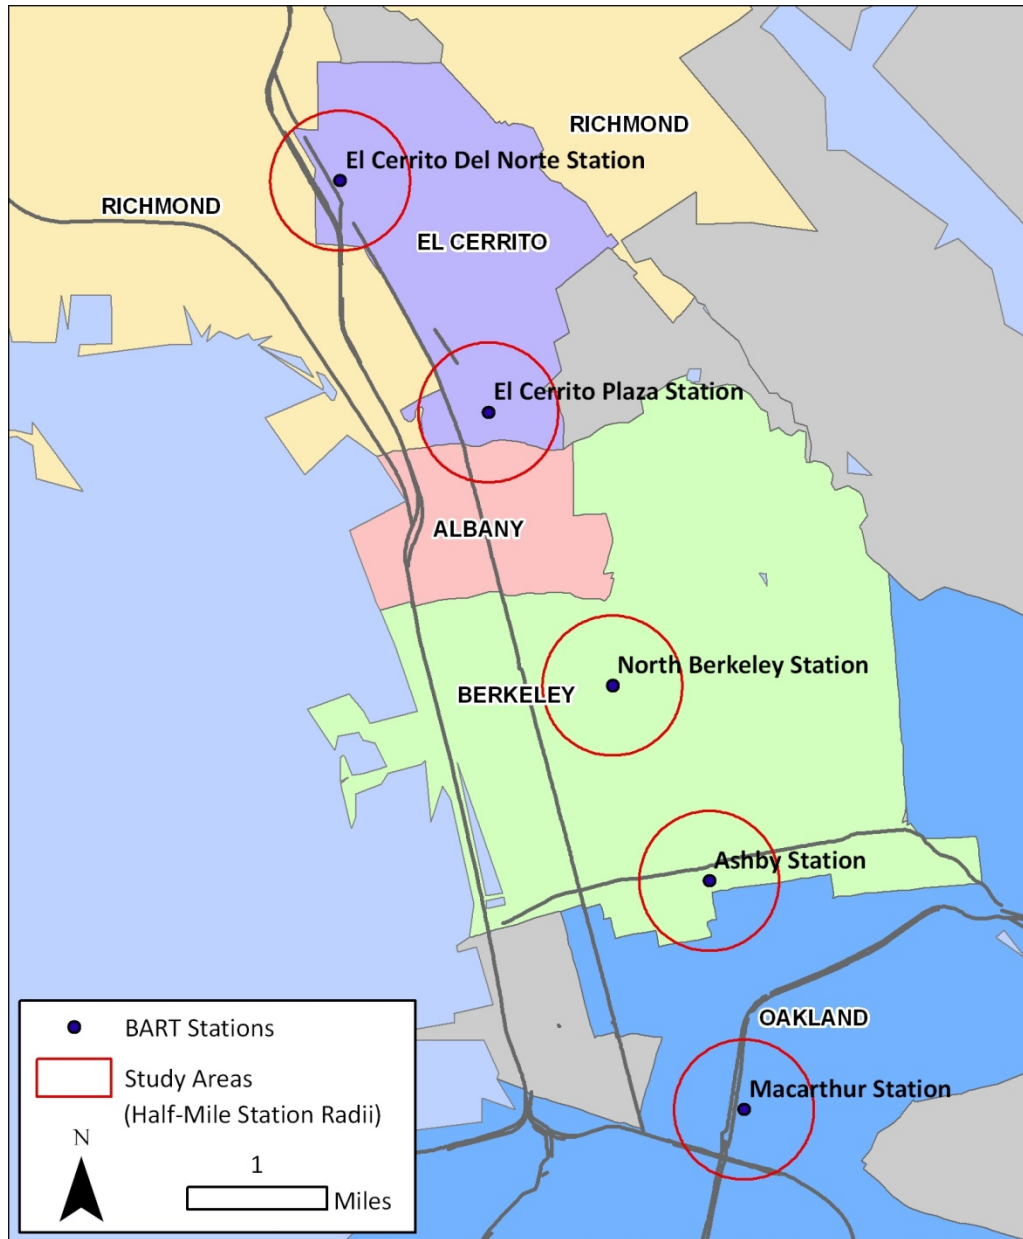 RICHMOND
El Cerrito Del Norte Station
RICHMOND
EL CERRITO
El Cerrito Plaza Station
ALBANY
North Berkeley Station
BERKELEY
Ashby Station
OAKLAND
Macarthur Station
BART Stations
Study Areas
(Half-Mile Station Radii)
N
1
Miles